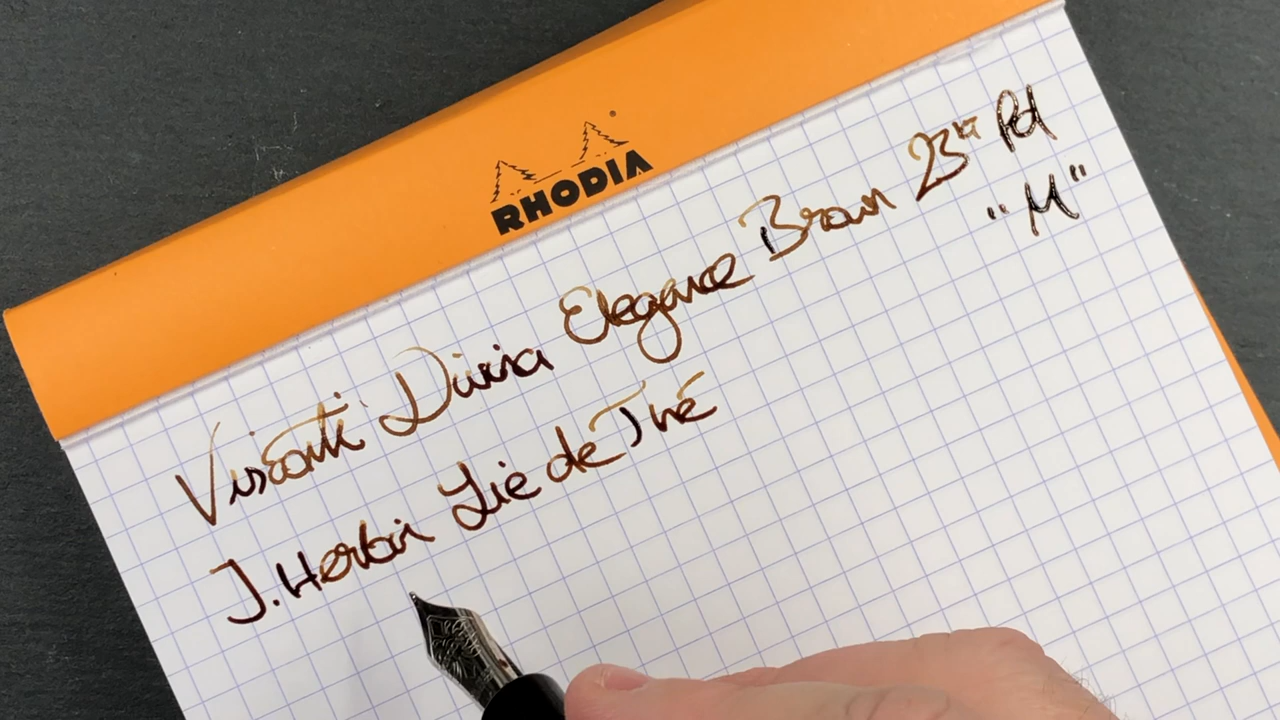 RHODIA
Visconti Divina Elegance Brown 23kt Pd
"M"
J. Herbin Lie de Thé